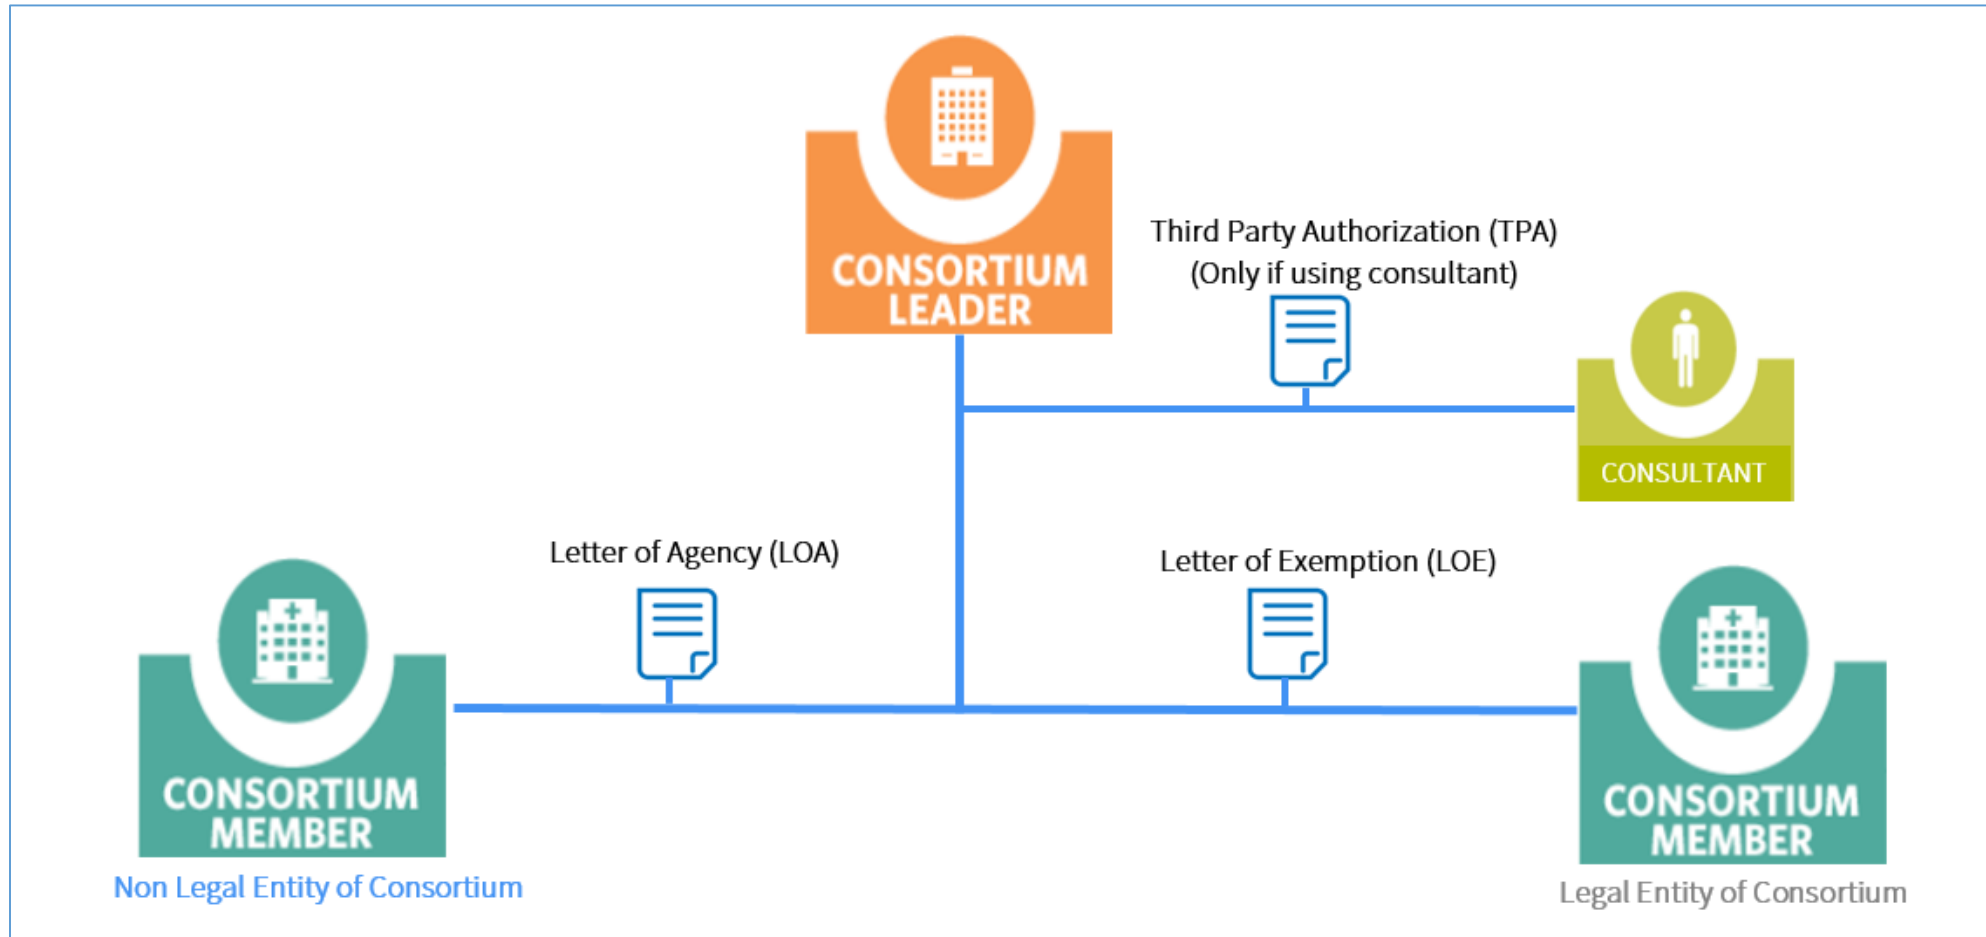 CONSORTIUM
LEADER
Third Party Authorization (TPA)
(Only if using consultant)
CONSULTANT
Letter of Agency (LOA)
Letter of Exemption (LOE)
CONSORTIUM
MEMBER
Non Legal Entity of Consortium
CONSORTIUM
MEMBER
Legal Entity of Consortium